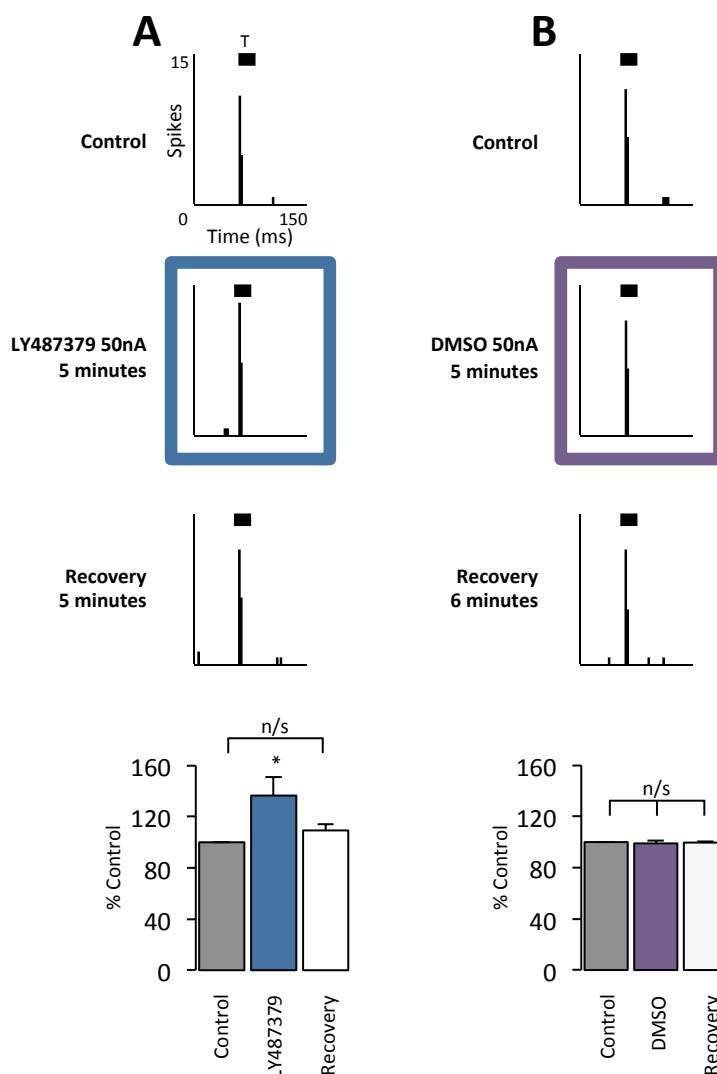 A
T
15
Spikes
Control
0
150
Time (ms)
LY487379 50nA
5 minutes
Recovery
5 minutes
n/s
*
160
120
80
40
0
% Control
Control
LY487379
Recovery
B
Control
DMSO 50nA
5 minutes
Recovery
6 minutes
n/s
160
120
80
40
0
% Control
Control
DMSO
Recovery